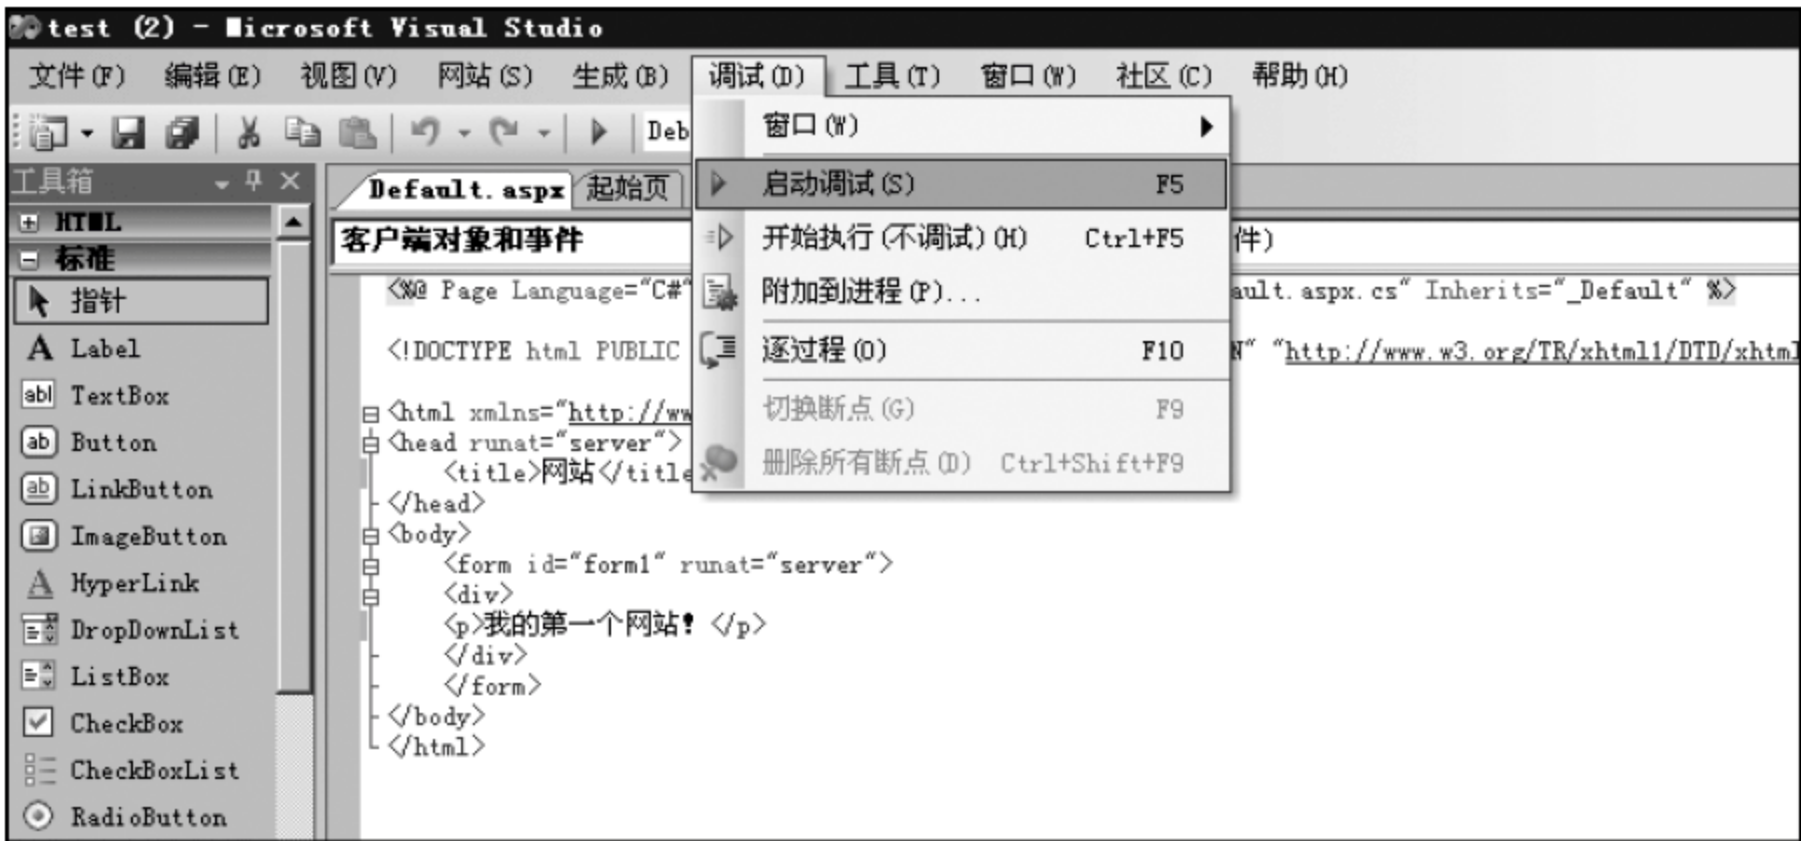 test (2) - Microsoft Visual Studio
文件(F) 编辑(E) 视图(V) 网站(S) 生成(B) 调试(D) 工具(T) 窗口(W) 社区(C) 帮助(H)
Deb
窗口(W)
启动调试(S) F5
开始执行(不调试)(H) Ctrl+F5
附加到进程(P)...
逐过程(O) F10
切换断点(G) F9
删除所有断点(D) Ctrl+Shift+F9
工具箱
HTML
标准
指针
Label
TextBox
Button
LinkButton
ImageButton
HyperLink
DropDownList
ListBox
CheckBox
CheckBoxList
RadioButton
Default.aspx 起始页
客户端对象和事件 件)
<%@ Page Language="C#" ault.aspx.cs" Inherits="_Default" %>
<!DOCTYPE html PUBLIC N" "http://www.w3.org/TR/xhtml1/DTD/xhtml
<html xmlns="http://ww
<head runat="server">
<title>网站</title
</head>
<body>
<form id="form1" runat="server">
<div>
<p>我的第一个网站! </p>
</div>
</form>
</body>
</html>